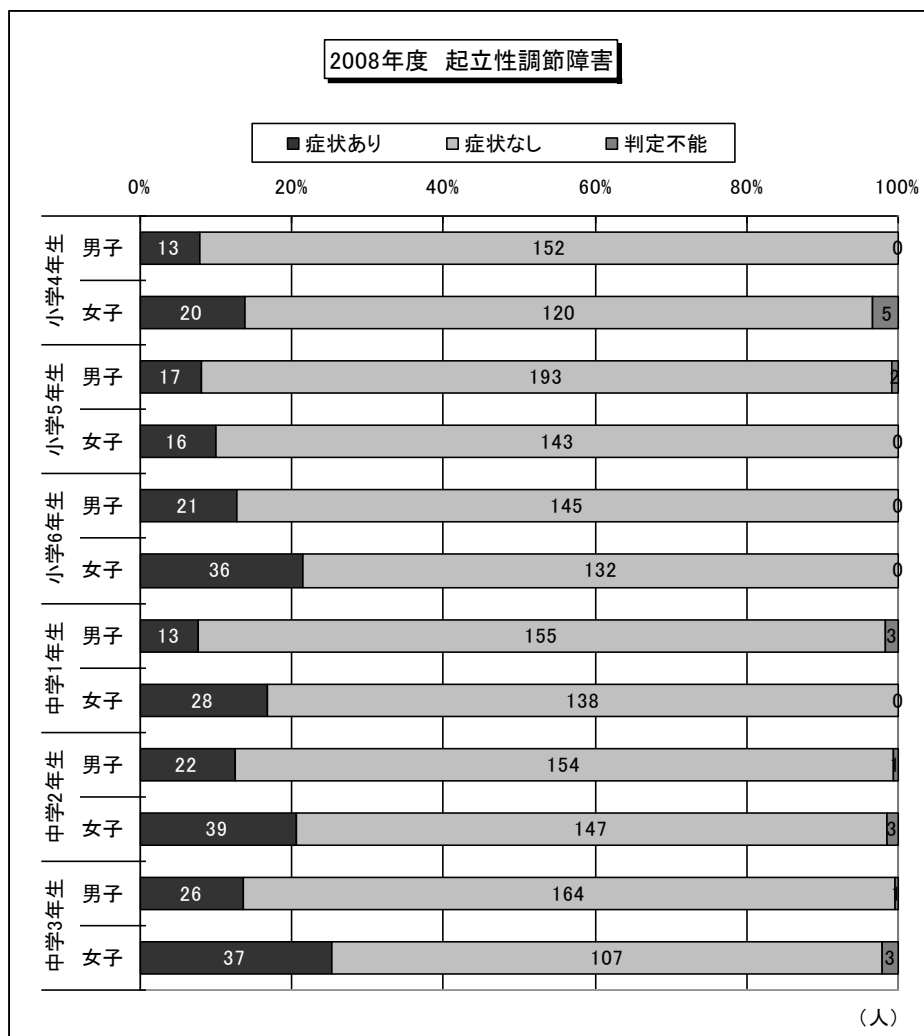 2008年度 起立性調節障害
■症状あり ■症状なし ■判定不能
0% 20% 40% 60% 80% 100%
小学4年生
男子 13 152 0
女子 20 120 5
小学5年生
男子 17 193 2
女子 16 143 0
小学6年生
男子 21 145 0
女子 36 132 0
中学1年生
男子 13 155 3
女子 28 138 0
中学2年生
男子 22 154 1
女子 39 147 3
中学3年生
男子 26 164 1
女子 37 107 3
（人）